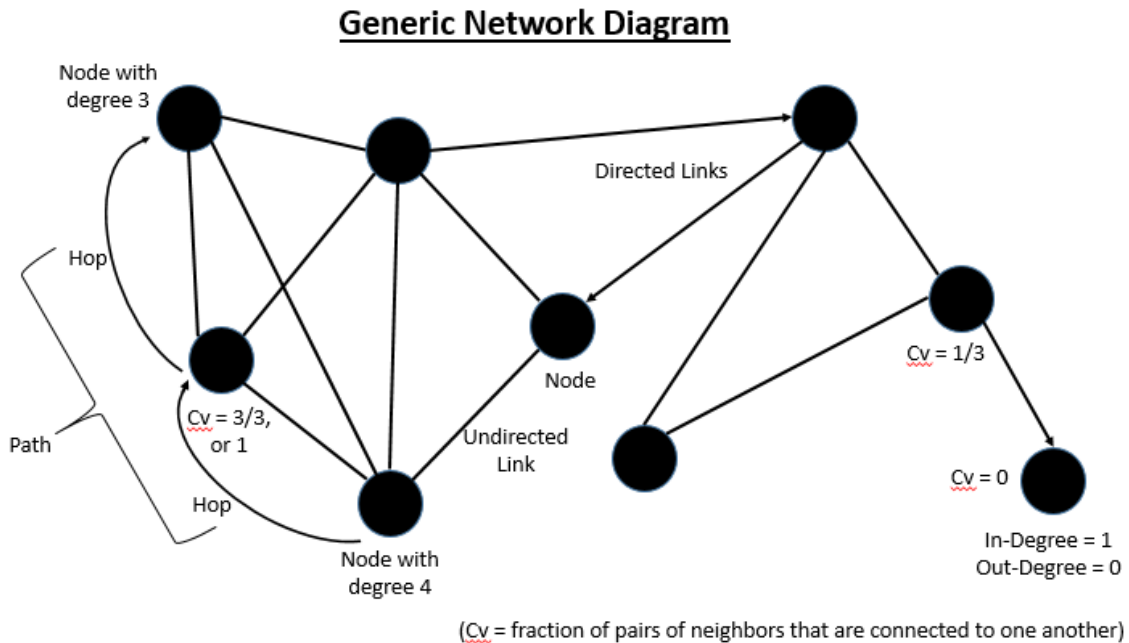 Generic Network Diagram
Node with
degree 3
Directed Links
Hop
Node
Cv = 1/3
Cv = 3/3,
or 1
Path
Undirected
Link
Hop
Cv = 0
Node with
degree 4
In-Degree = 1
Out-Degree = 0
(Cv = fraction of pairs of neighbors that are connected to one another)